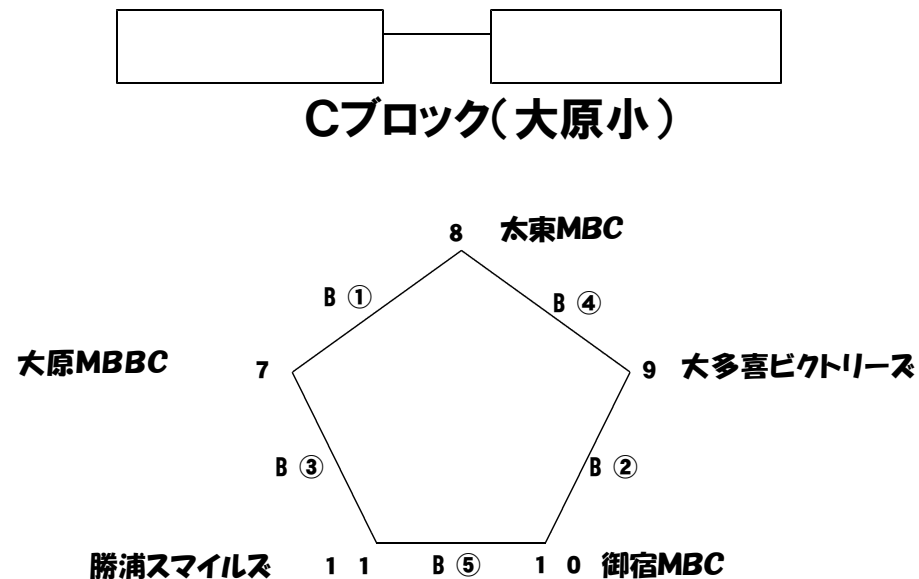 Cブロック(大原小)
8 太東MBC
B ① B ④
大原MBBC 7 9 大多喜ビクトリーズ
B ③ B ②
勝浦スマイルズ 11 B ⑤ 10 御宿MBC